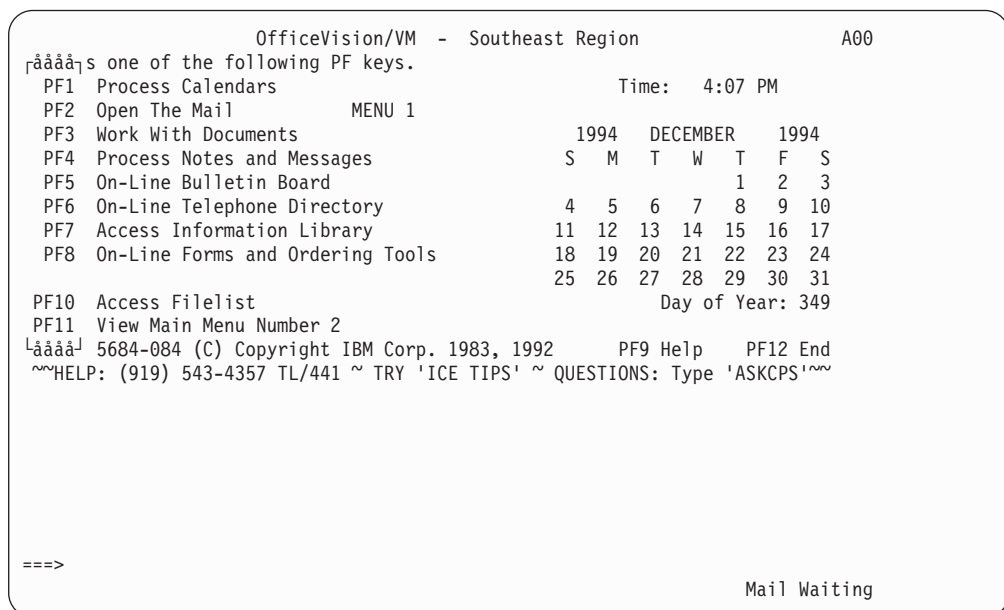 OfficeVision/VM - Southeast Region A00
┌åååå┐s one of the following PF keys.
PF1 Process Calendars Time: 4:07 PM
PF2 Open The Mail MENU 1
PF3 Work With Documents 1994 DECEMBER 1994
PF4 Process Notes and Messages S M T W T F S
PF5 On-Line Bulletin Board 1 2 3
PF6 On-Line Telephone Directory 4 5 6 7 8 9 10
PF7 Access Information Library 11 12 13 14 15 16 17
PF8 On-Line Forms and Ordering Tools 18 19 20 21 22 23 24
25 26 27 28 29 30 31
PF10 Access Filelist Day of Year: 349
PF11 View Main Menu Number 2
└åååå┘ 5684-084 (C) Copyright IBM Corp. 1983, 1992 PF9 Help PF12 End
~~HELP: (919) 543-4357 TL/441 ~ TRY 'ICE TIPS' ~ QUESTIONS: Type 'ASKCPS'~~
===>
Mail Waiting